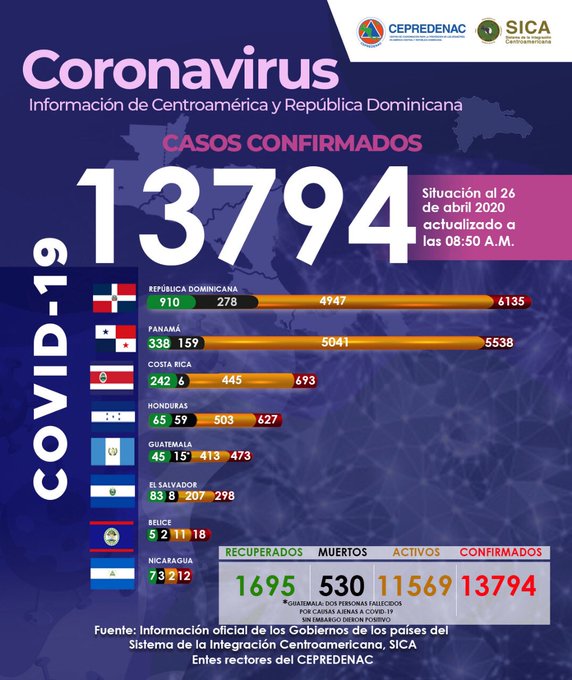 CEPREDENAC
CENTRO DE COORDINACIÓN PARA LA PREVENCIÓN DE LOS DESASTRES
EN AMÉRICA CENTRAL Y REPÚBLICA DOMINICANA
CEPREDENAC
SICA
Sistema de la Integración
Centroamericana
Coronavirus
Información de Centroamérica y República Dominicana
CASOS CONFIRMADOS
13794
Situación al 26
de abril 2020
actualizado a
las 08:50 A.M.
COVID-19
REPÚBLICA DOMINICANA
910 278 4947 6135
PANAMÁ
338 159 5041 5538
COSTA RICA
242 6 445 693
HONDURAS
65 59 503 627
GUATEMALA
45 15* 413 473
EL SALVADOR
83 8 207 298
BELICE
5 2 11 18
NICARAGUA
7 3 2 12
RECUPERADOS MUERTOS ACTIVOS CONFIRMADOS
1695 530 11569 13794
*GUATEMALA: DOS PERSONAS FALLECIDOS
POR CAUSAS AJENAS A COVID-19
SIN EMBARGO DIERON POSITIVO
Fuente: Información oficial de los Gobiernos de los países del
Sistema de la Integración Centroamericana, SICA
Entes rectores del CEPREDENAC